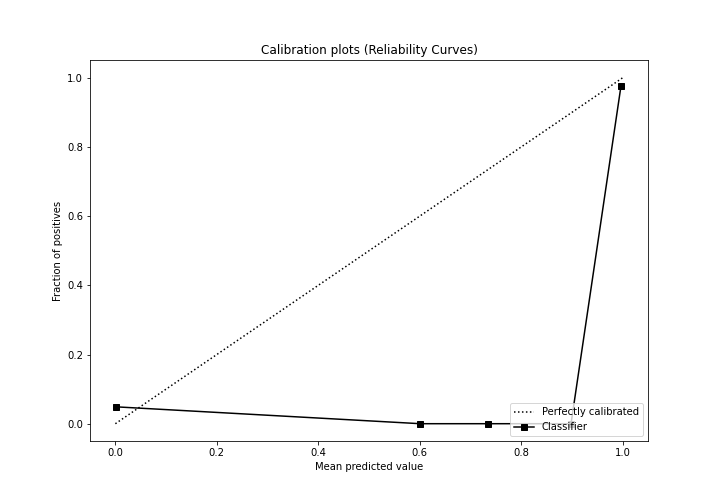 Calibration plots (Reliability Curves)
1.0
0.8
0.6
0.4
0.2
0.0
Fraction of positives
0.0 0.2 0.4 0.6 0.8 1.0
Mean predicted value
Perfectly calibrated
Classifier